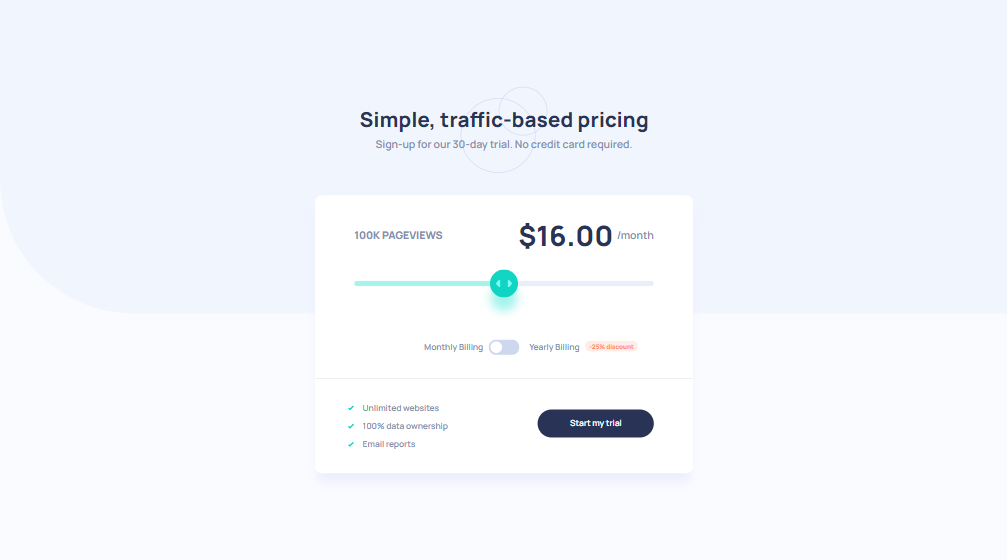 Simple, traffic-based pricing
Sign-up for our 30-day trial. No credit card required.
100K PAGEVIEWS
$16.00 /month
Monthly Billing
Yearly Billing
-25% discount
Unlimited websites
100% data ownership
Email reports
Start my trial